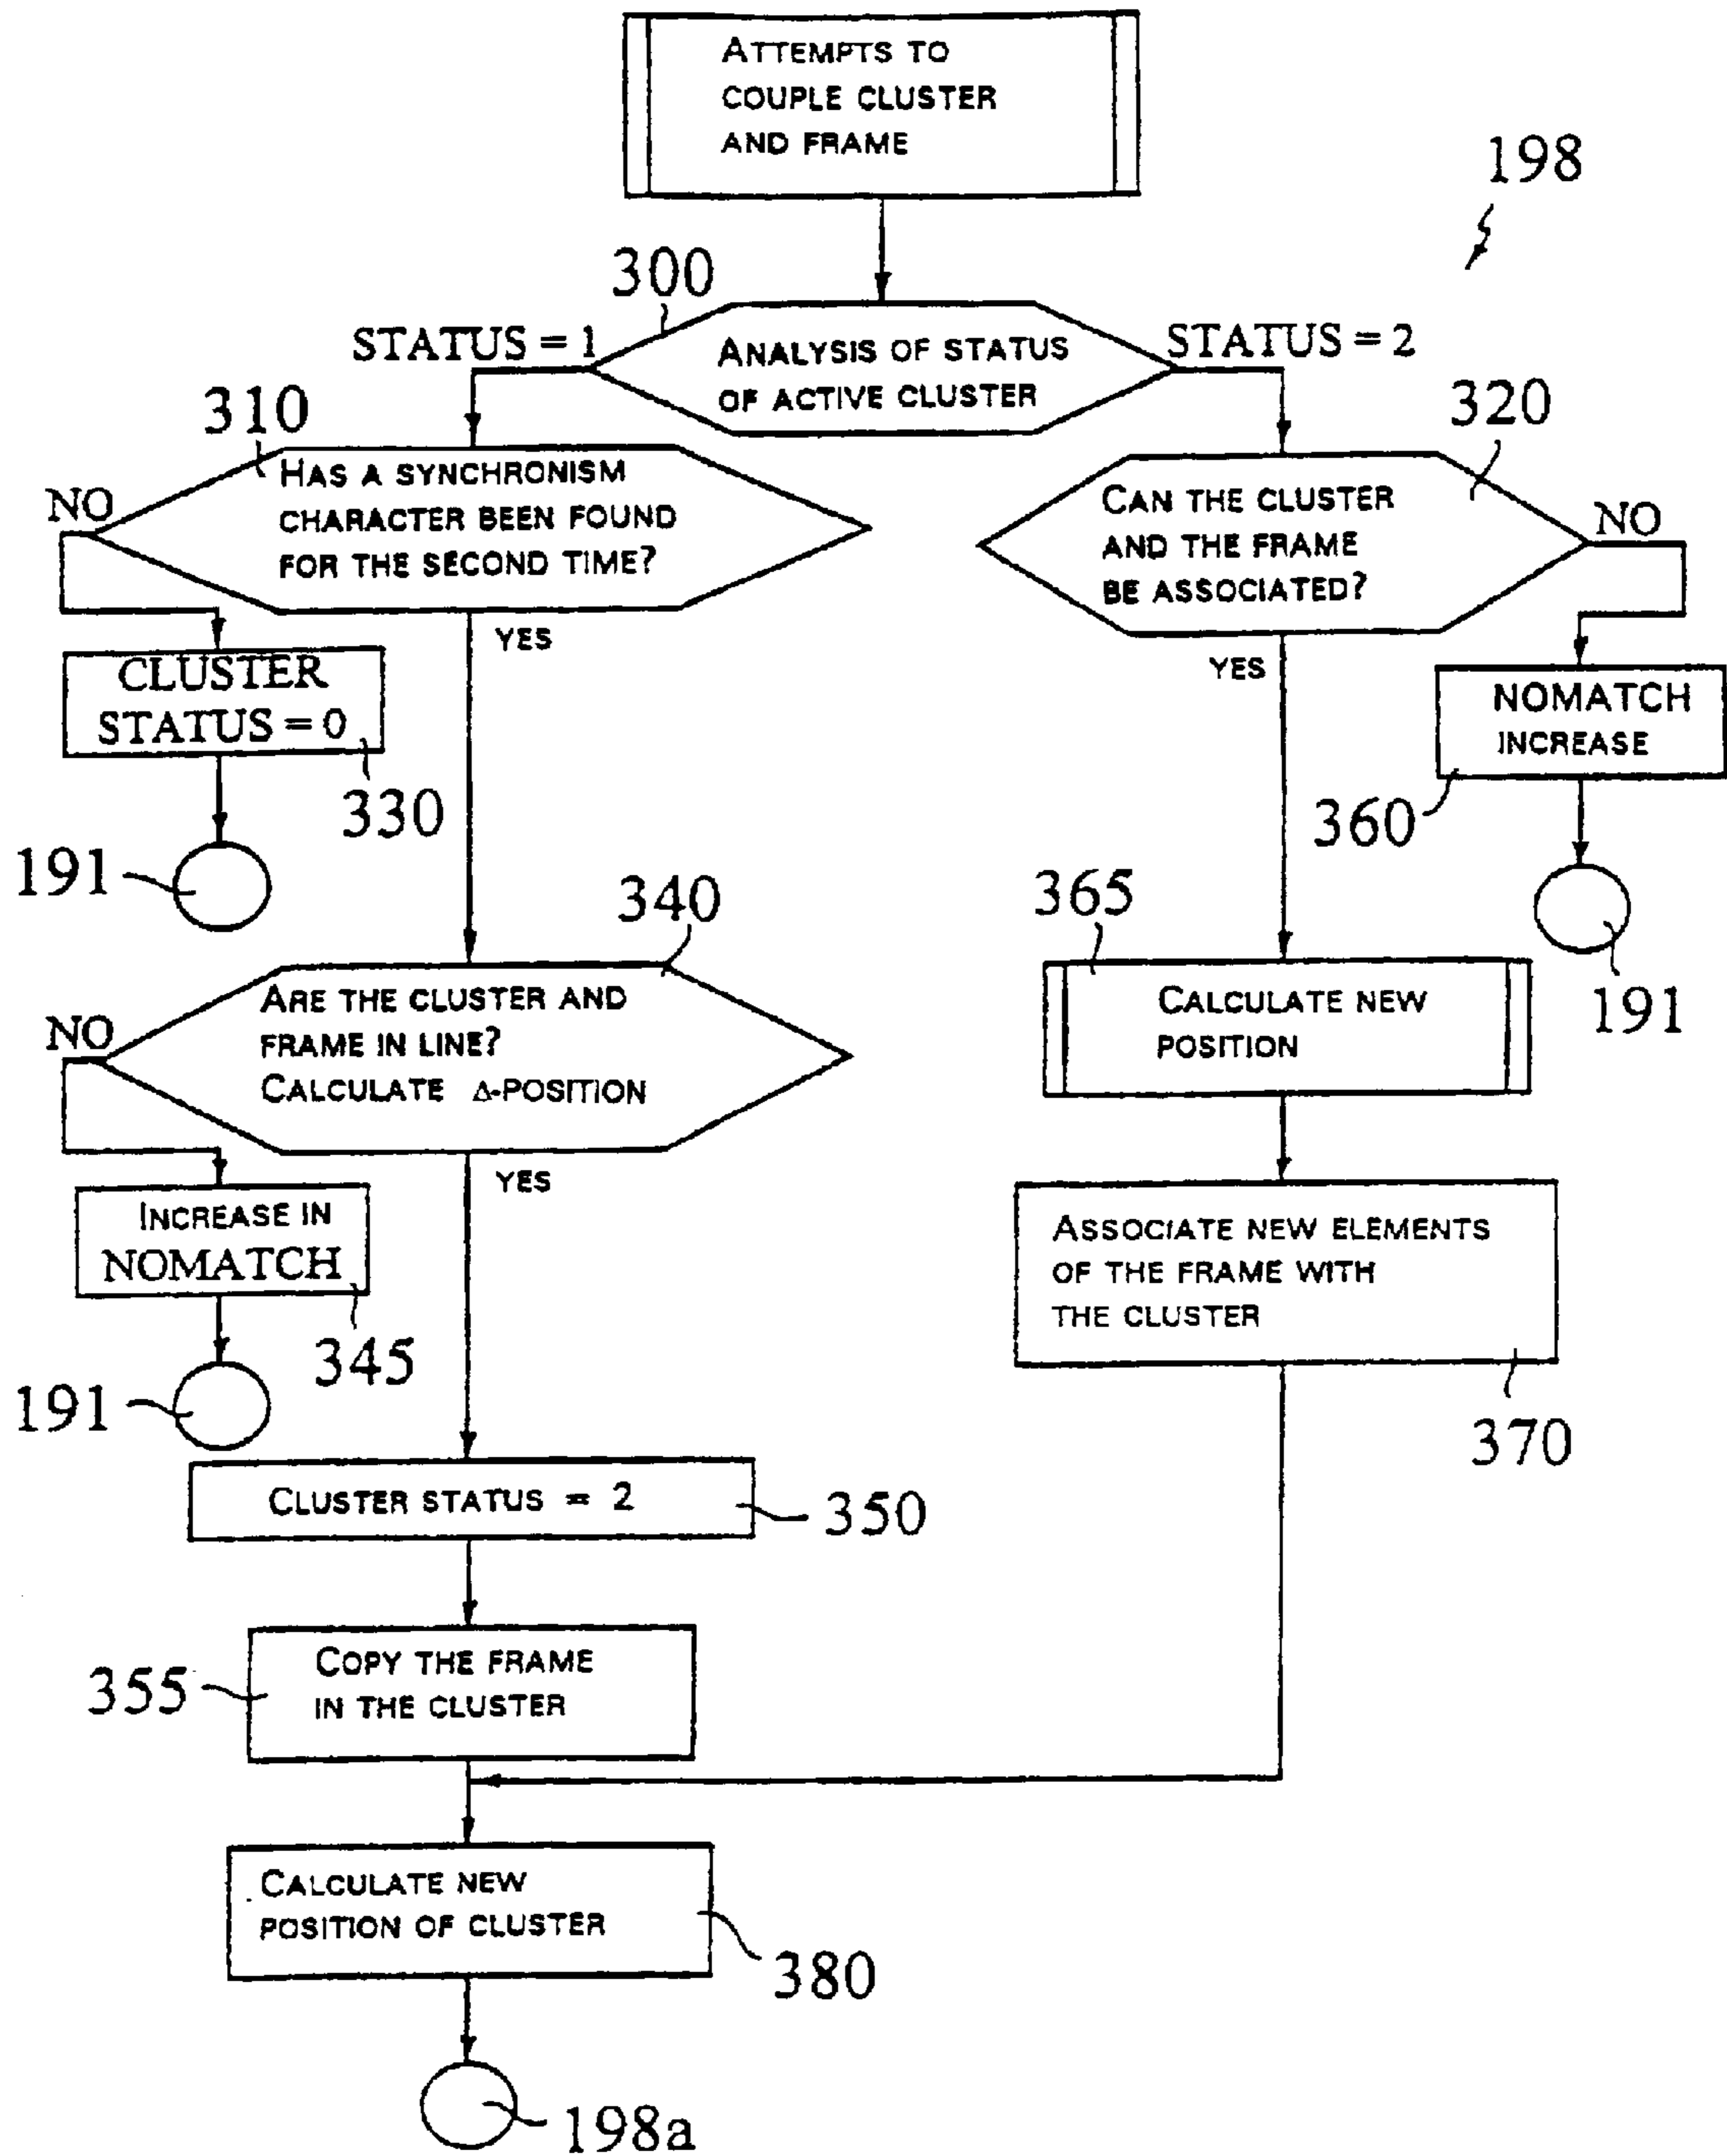 ATTEMPTS TO
COUPLE CLUSTER
AND FRAME
198
300
STATUS = 1
ANALYSIS OF STATUS
OF ACTIVE CLUSTER
STATUS = 2
310
HAS A SYNCHRONISM
CHARACTER BEEN FOUND
FOR THE SECOND TIME?
NO
YES
320
CAN THE CLUSTER
AND THE FRAME
BE ASSOCIATED?
NO
YES
CLUSTER
STATUS = 0
330
191
NOMATCH
INCREASE
360
191
340
ARE THE CLUSTER AND
FRAME IN LINE?
CALCULATE Δ-POSITION
NO
YES
365
CALCULATE NEW
POSITION
INCREASE IN
NOMATCH
345
191
ASSOCIATE NEW ELEMENTS
OF THE FRAME WITH
THE CLUSTER
370
CLUSTER STATUS = 2
350
COPY THE FRAME
IN THE CLUSTER
355
CALCULATE NEW
POSITION OF CLUSTER
380
198a